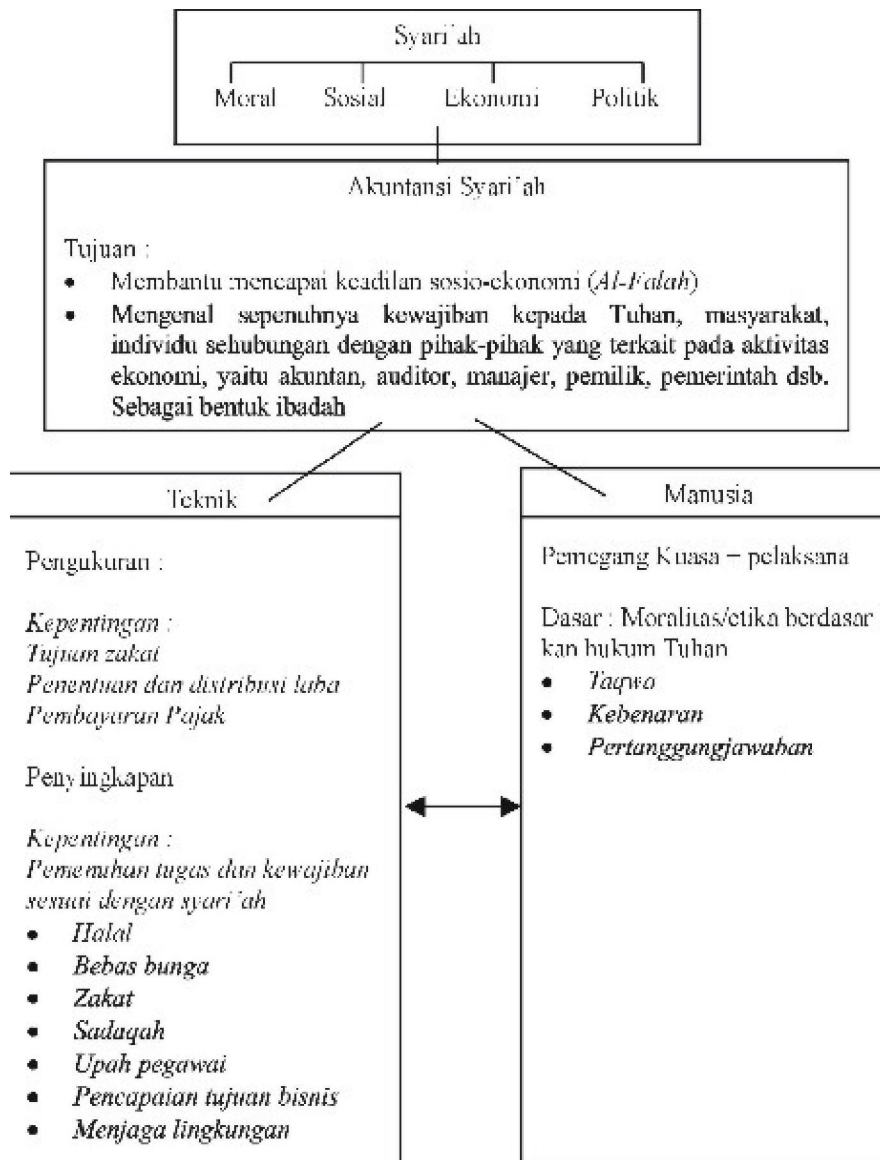 Syari'ah
Moral Sosial Ekonomi Politik
Akuntansi Syari'ah
Tujuan :
• Membantu mencapai keadilan sosio-ekonomi (Al-Falah)
• Mengenal sepenuhnya kewajiban kepada Tuhan, masyarakat,
individu sehubungan dengan pihak-pihak yang terkait pada aktivitas
ekonomi, yaitu akuntan, auditor, manajer, pemilik, pemerintah dsb.
Sebagai bentuk ibadah
Teknik
Pengukuran :
Kepentingan :
Tujuan zakat
Penentuan dan distribusi laba
Pembayaran Pajak
Penyingkapan
Kepentingan :
Pemenuhan tugas dan kewajiban
sesuai dengan syari'ah
• Halal
• Bebas bunga
• Zakat
• Sadaqah
• Upah pegawai
• Pencapaian tujuan bisnis
• Menjaga lingkungan
Manusia
Pemegang Kuasa – pelaksana
Dasar : Moralitas/etika berdasar
kan hukum Tuhan
• Taqwa
• Kebenaran
• Pertanggungjawaban